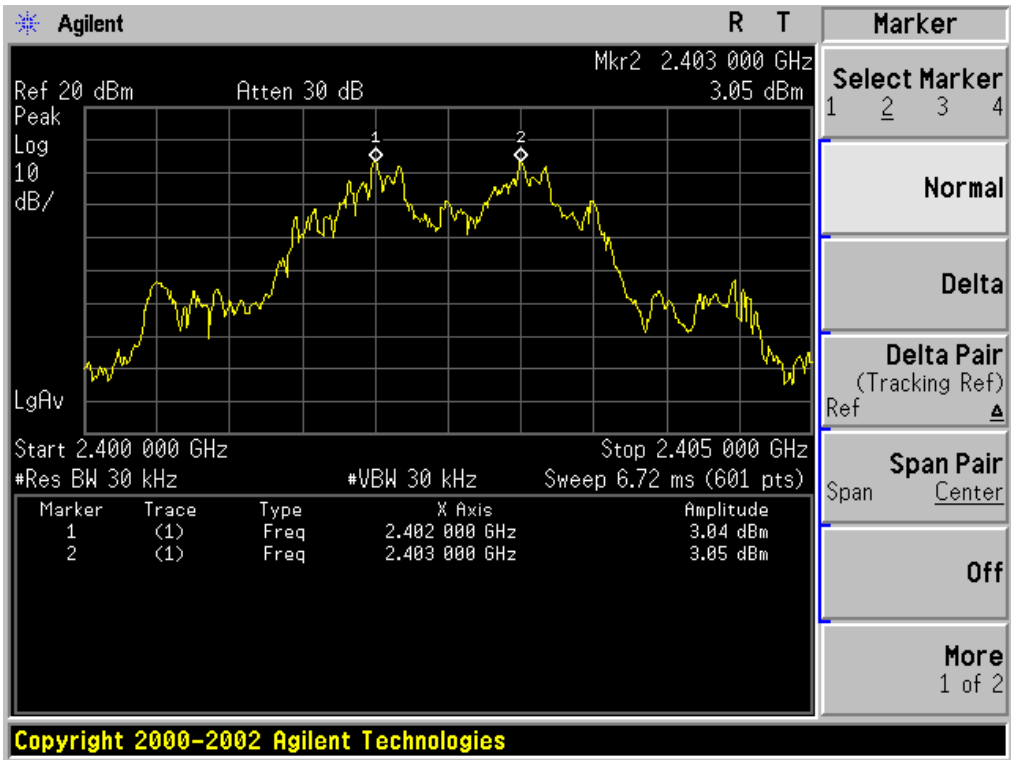 Agilent
R T
Mkr2 2.403 000 GHz
Ref 20 dBm Atten 30 dB 3.05 dBm
Peak
Log
10
dB/
1
2
LgAv
Start 2.400 000 GHz Stop 2.405 000 GHz
#Res BW 30 kHz #VBW 30 kHz Sweep 6.72 ms (601 pts)
Marker Trace Type X Axis Amplitude
1 (1) Freq 2.402 000 GHz 3.04 dBm
2 (1) Freq 2.403 000 GHz 3.05 dBm
Marker
Select Marker
1 2 3 4
Normal
Delta
Delta Pair
(Tracking Ref)
Ref Δ
Span Pair
Span Center
Off
More
1 of 2
Copyright 2000-2002 Agilent Technologies